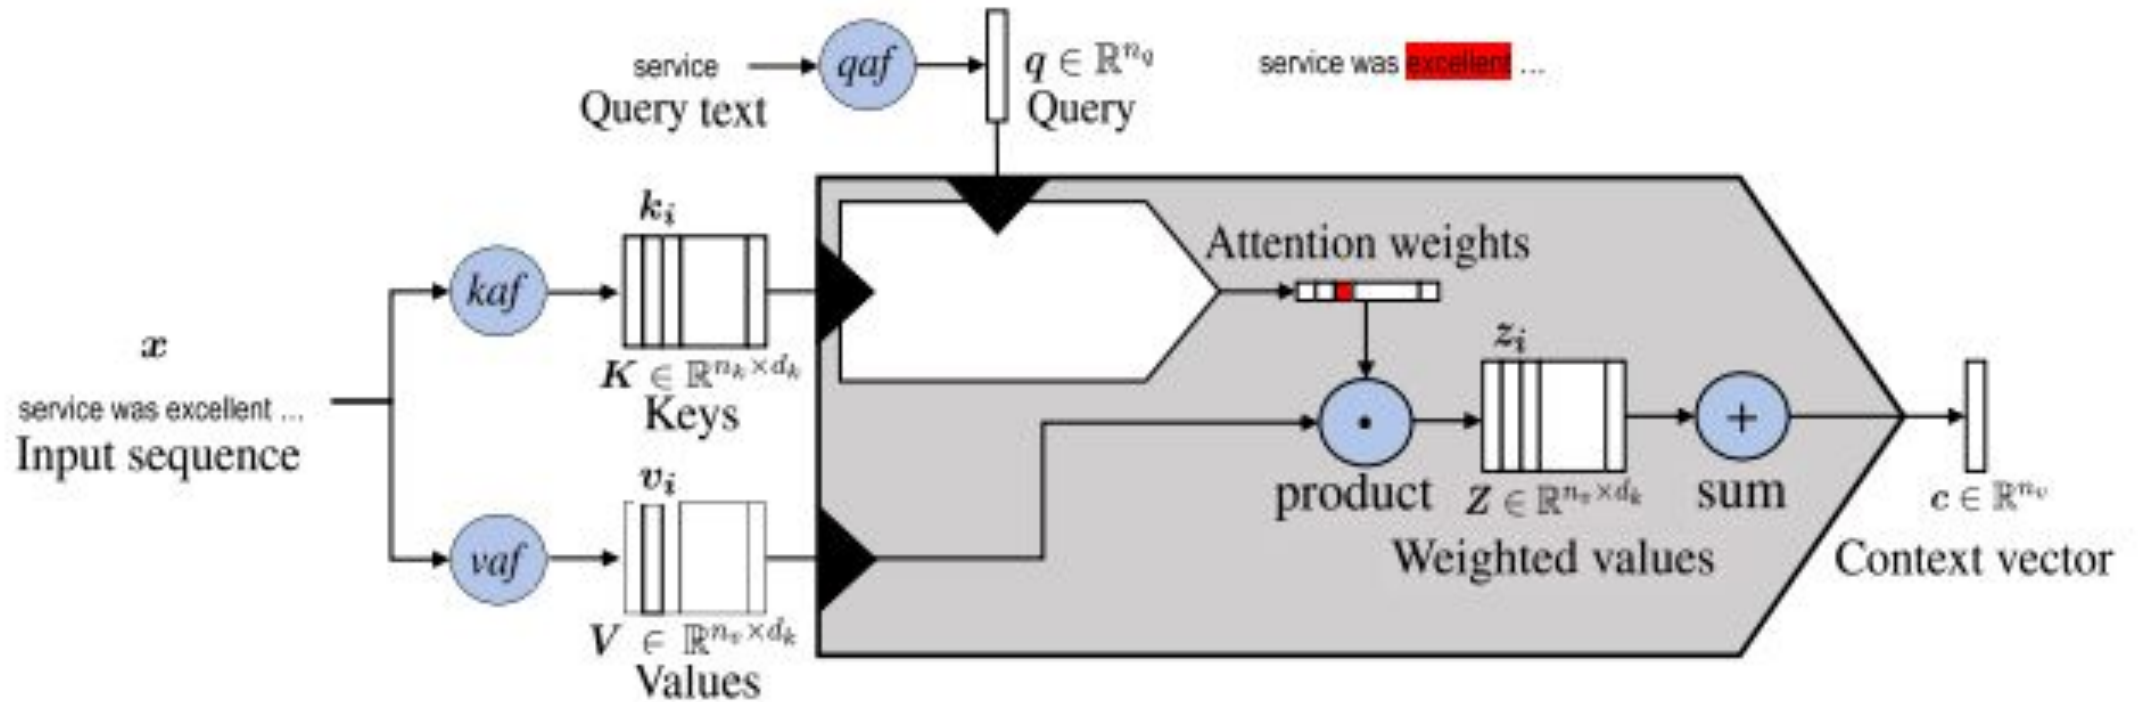 service
Query text
qaf
q ∈ ℝ^{n_q}
Query
service was excellent ...
k_i
kaf
K ∈ ℝ^{n_k×d_k}
Keys
Attention weights
x
service was excellent ...
Input sequence
v_i
vaf
V ∈ ℝ^{n_v×d_k}
Values
z_i
•
product
Z ∈ ℝ^{n_v×d_k}
Weighted values
+
sum
c ∈ ℝ^{n_v}
Context vector